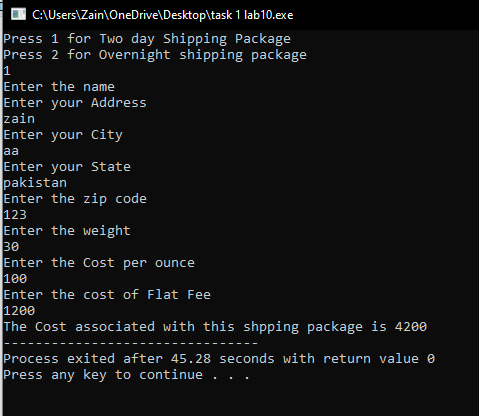 C:\Users\Zain\OneDrive\Desktop\task 1 lab10.exe
Press 1 for Two day Shipping Package
Press 2 for Overnight shipping package
1
Enter the name
Enter your Address
zain
Enter your City
aa
Enter your State
pakistan
Enter the zip code
123
Enter the weight
30
Enter the Cost per ounce
100
Enter the cost of Flat Fee
1200
The Cost associated with this shpping package is 4200
--------------------------------
Process exited after 45.28 seconds with return value 0
Press any key to continue . . .